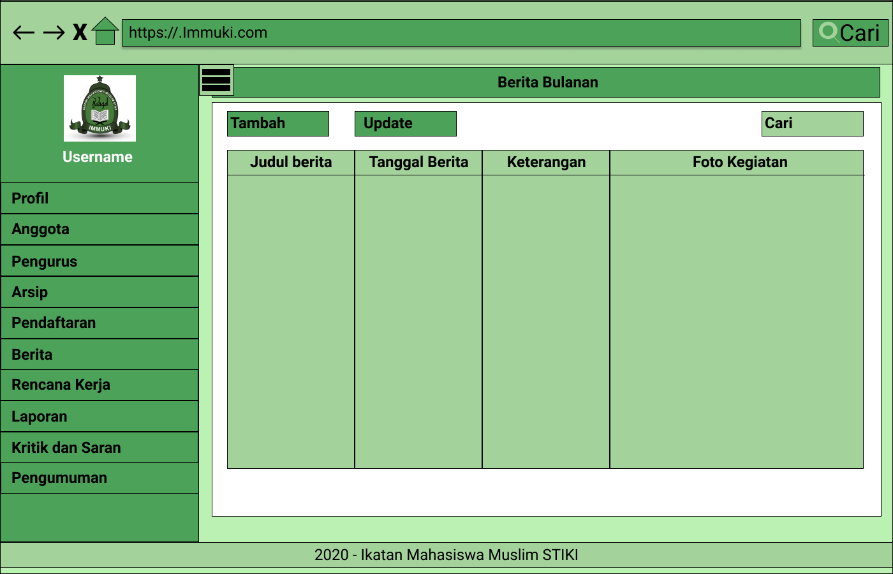 X https://.Immuki.com Cari
Berita Bulanan
IMMUKI
Username
Tambah Update Cari
Judul berita Tanggal Berita Keterangan Foto Kegiatan
Profil
Anggota
Pengurus
Arsip
Pendaftaran
Berita
Rencana Kerja
Laporan
Kritik dan Saran
Pengumuman
2020 - Ikatan Mahasiswa Muslim STIKI